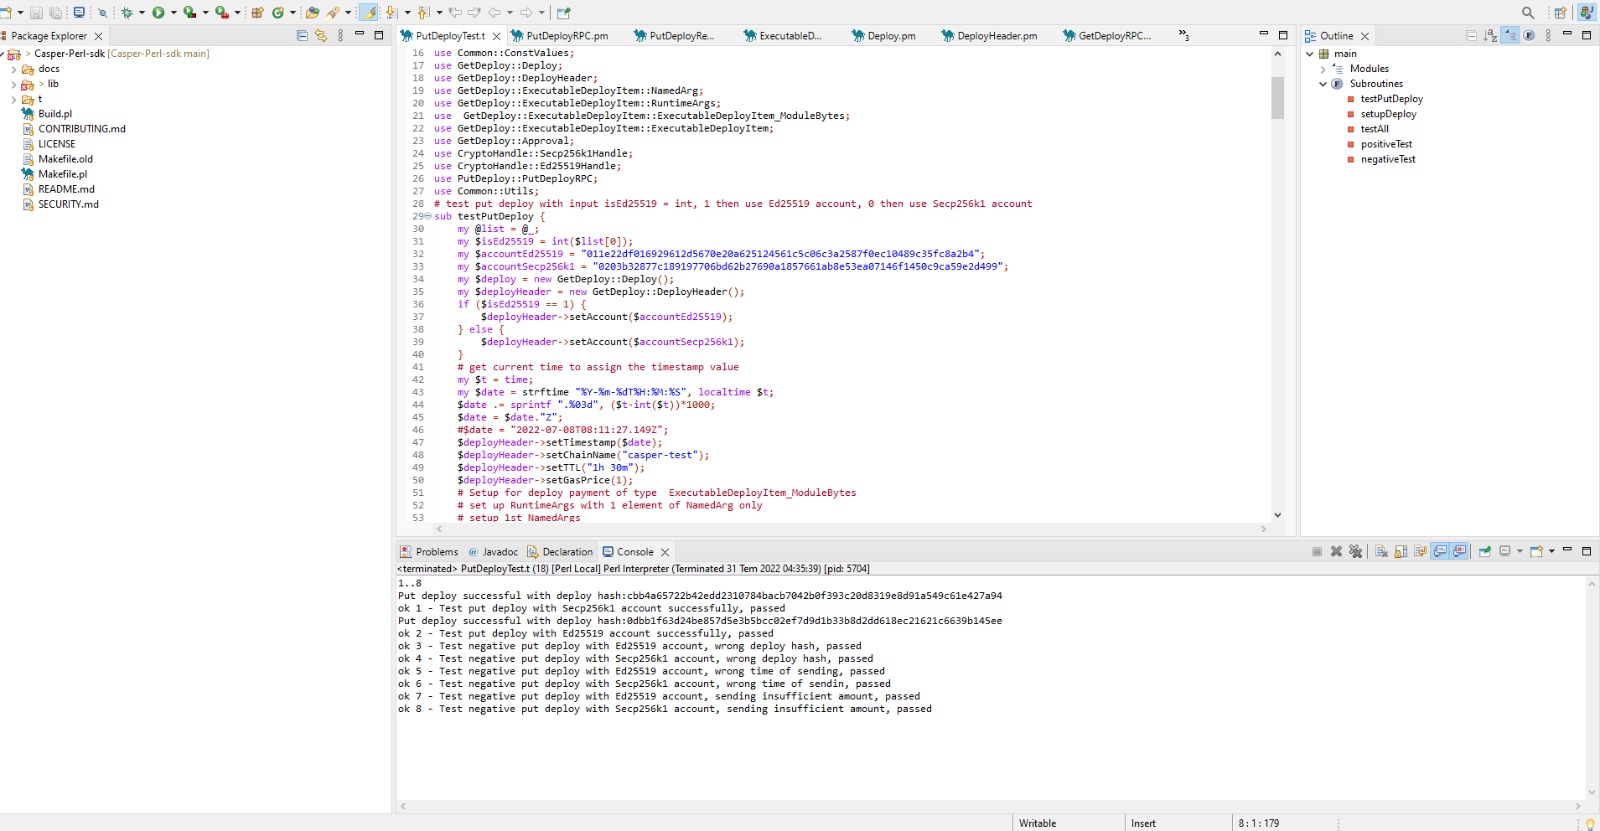 Package Explorer
Casper-Perl-sdk [Casper-Perl-sdk main]
docs
> lib
t
Build.pl
CONTRIBUTING.md
LICENSE
Makefile.old
Makefile.pl
README.md
SECURITY.md
PutDeployTest.t PutDeployRPC.pm PutDeployRe... ExecutableD... Deploy.pm DeployHeader.pm GetDeployRPC... »3
16 use Common::ConstValues;
17 use GetDeploy::Deploy;
18 use GetDeploy::DeployHeader;
19 use GetDeploy::ExecutableDeployItem::NamedArg;
20 use GetDeploy::ExecutableDeployItem::RuntimeArgs;
21 use  GetDeploy::ExecutableDeployItem::ExecutableDeployItem_ModuleBytes;
22 use GetDeploy::ExecutableDeployItem::ExecutableDeployItem;
23 use GetDeploy::Approval;
24 use CryptoHandle::Secp256k1Handle;
25 use CryptoHandle::Ed25519Handle;
26 use PutDeploy::PutDeployRPC;
27 use Common::Utils;
28 # test put deploy with input isEd25519 = int, 1 then use Ed25519 account, 0 then use Secp256k1 account
29 sub testPutDeploy {
30 my @list = @_;
31 my $isEd25519 = int($list[0]);
32 my $accountEd25519 = "011e22df016929612d5670e20a625124561c5c06c3a2587f0ec10489c35fc8a2b4";
33 my $accountSecp256k1 = "0203b32877c189197706bd62b27690a1857661ab8e53ea07146f1450c9ca59e2d499";
34 my $deploy = new GetDeploy::Deploy();
35 my $deployHeader = new GetDeploy::DeployHeader();
36 if ($isEd25519 == 1) {
37 $deployHeader->setAccount($accountEd25519);
38 } else {
39 $deployHeader->setAccount($accountSecp256k1);
40 }
41 # get current time to assign the timestamp value
42 my $t = time;
43 my $date = strftime "%Y-%m-%dT%H:%M:%S", localtime $t;
44 $date .= sprintf ".%03d", ($t-int($t))*1000;
45 $date = $date."Z";
46 #$date = "2022-07-08T08:11:27.149Z";
47 $deployHeader->setTimestamp($date);
48 $deployHeader->setChainName("casper-test");
49 $deployHeader->setTTL("1h 30m");
50 $deployHeader->setGasPrice(1);
51 # Setup for deploy payment of type  ExecutableDeployItem_ModuleBytes
52 # set up RuntimeArgs with 1 element of NamedArg only
53 # setup 1st NamedArgs
Outline
main
Modules
Subroutines
testPutDeploy
setupDeploy
testAll
positiveTest
negativeTest
Problems @ Javadoc Declaration Console
<terminated> PutDeployTest.t (18) [Perl Local] Perl Interpreter (Terminated 31 Tem 2022 04:35:39) [pid: 5704]
1..8
Put deploy successful with deploy hash:cbb4a65722b42edd2310784bacb7042b0f393c20d8319e8d91a549c61e427a94
ok 1 - Test put deploy with Secp256k1 account successfully, passed
Put deploy successful with deploy hash:0dbb1f63d24be857d5e3b5bcc02ef7d9d1b33b8d2dd618ec21621c6639b145ee
ok 2 - Test put deploy with Ed25519 account successfully, passed
ok 3 - Test negative put deploy with Ed25519 account, wrong deploy hash, passed
ok 4 - Test negative put deploy with Secp256k1 account, wrong deploy hash, passed
ok 5 - Test negative put deploy with Ed25519 account, wrong time of sending, passed
ok 6 - Test negative put deploy with Secp256k1 account, wrong time of sendin, passed
ok 7 - Test negative put deploy with Ed25519 account, sending insufficient amount, passed
ok 8 - Test negative put deploy with Secp256k1 account, sending insufficient amount, passed
Writable Insert 8 : 1 : 179